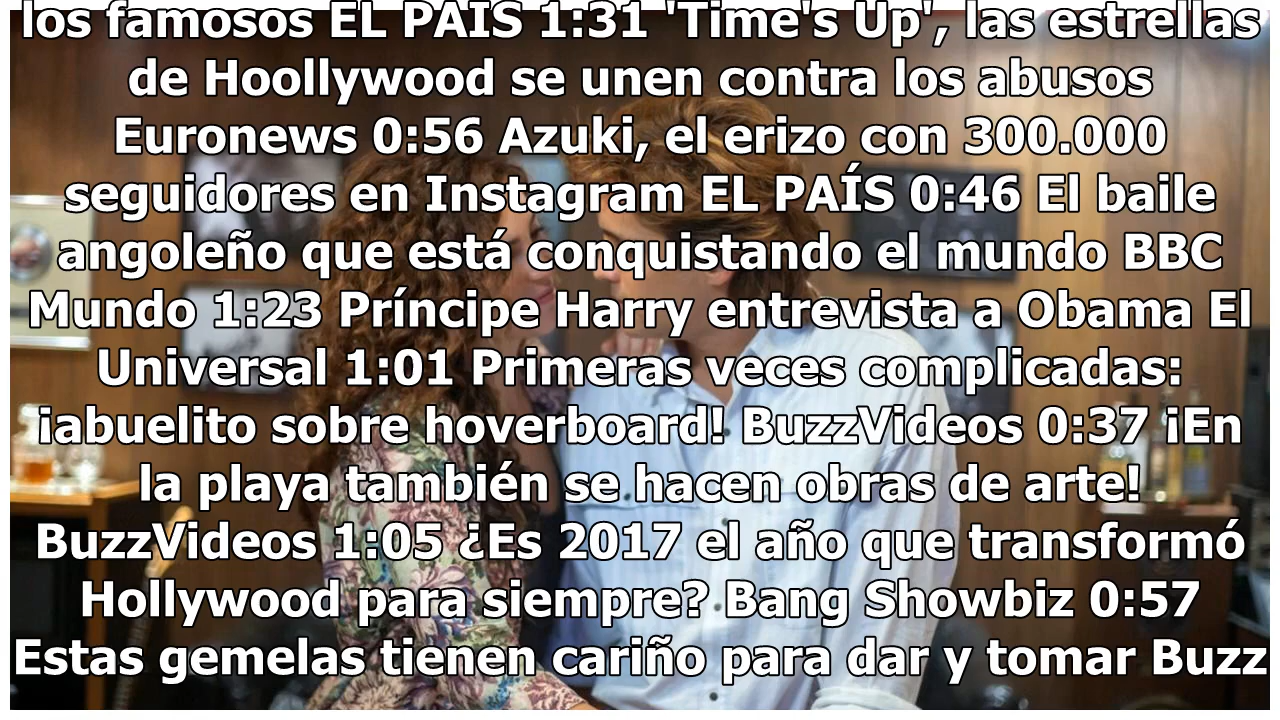 los famosos EL PAÍS 1:31 'Time's Up', las estrellas
de Hoollywood se unen contra los abusos
Euronews 0:56 Azuki, el erizo con 300.000
seguidores en Instagram EL PAÍS 0:46 El baile
angoleño que está conquistando el mundo BBC
Mundo 1:23 Príncipe Harry entrevista a Obama El
Universal 1:01 Primeras veces complicadas:
¡abuelito sobre hoverboard! BuzzVideos 0:37 ¡En
la playa también se hacen obras de arte!
BuzzVideos 1:05 ¿Es 2017 el año que transformó
Hollywood para siempre? Bang Showbiz 0:57
Estas gemelas tienen cariño para dar y tomar Buzz